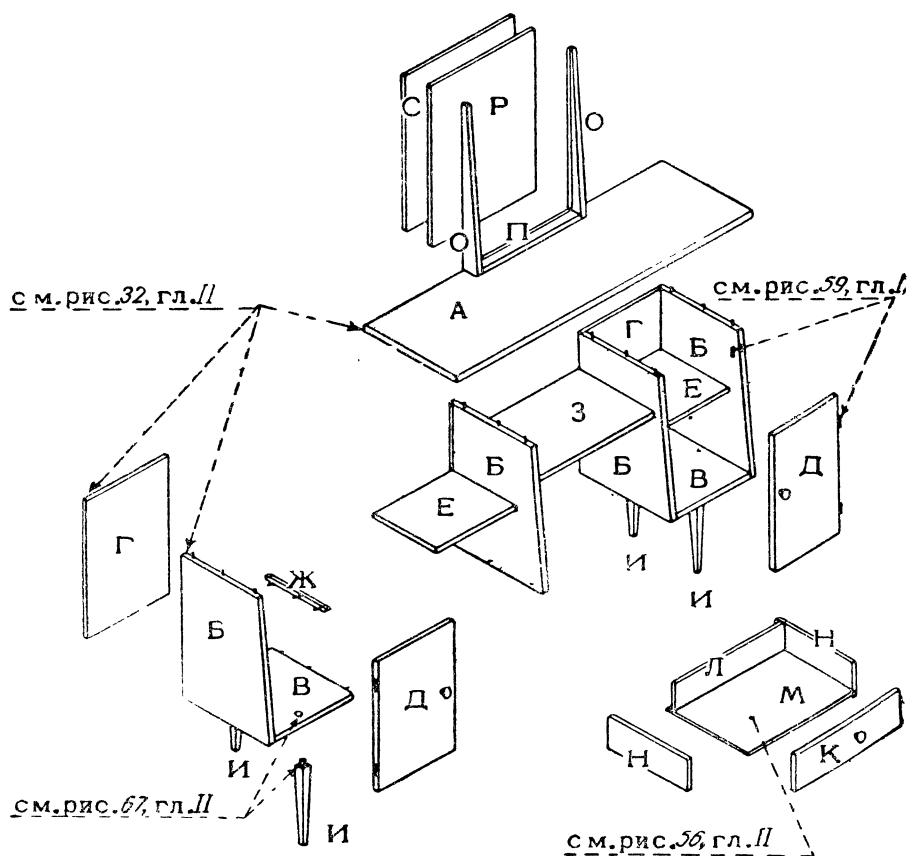 С
Р
О
О
П
см.рис.32, гл.II
А
см.рис.59, гл.I,
Г
Б
Е
З
Б
Б
В
Д
Е
Г
И
И
Ж
Б
В
Д
Л
Н
М
И
Н
К
см.рис.67, гл.II
И
см.рис.56, гл.II